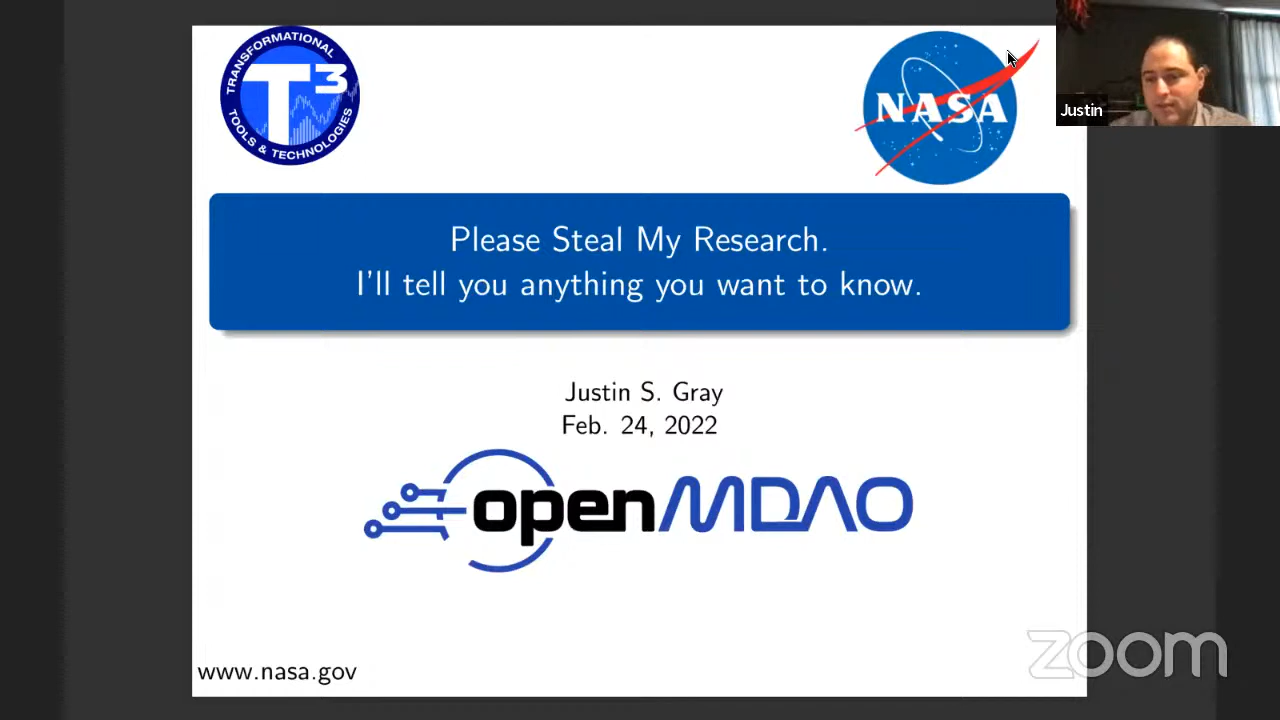 TRANSFORMATIONAL
T3
TOOLS & TECHNOLOGIES
NASA
Justin
Please Steal My Research.
I'll tell you anything you want to know.
Justin S. Gray
Feb. 24, 2022
openMDAO
www.nasa.gov
zoom